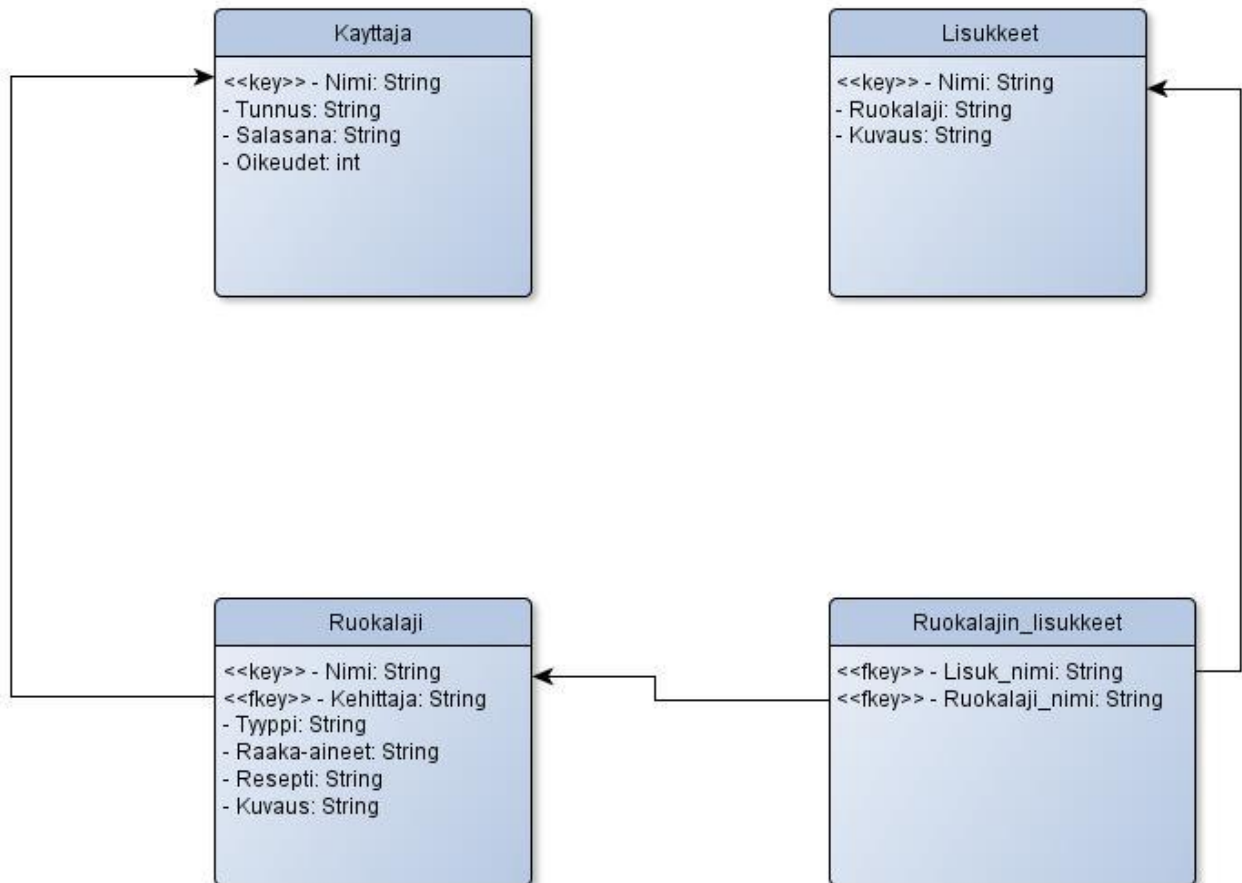 Kayttaja
<<key>> - Nimi: String
- Tunnus: String
- Salasana: String
- Oikeudet: int
Lisukkeet
<<key>> - Nimi: String
- Ruokalaji: String
- Kuvaus: String
Ruokalaji
<<key>> - Nimi: String
<<fkey>> - Kehittaja: String
- Tyyppi: String
- Raaka-aineet: String
- Resepti: String
- Kuvaus: String
Ruokalajin_lisukkeet
<<fkey>> - Lisuk_nimi: String
<<fkey>> - Ruokalaji_nimi: String